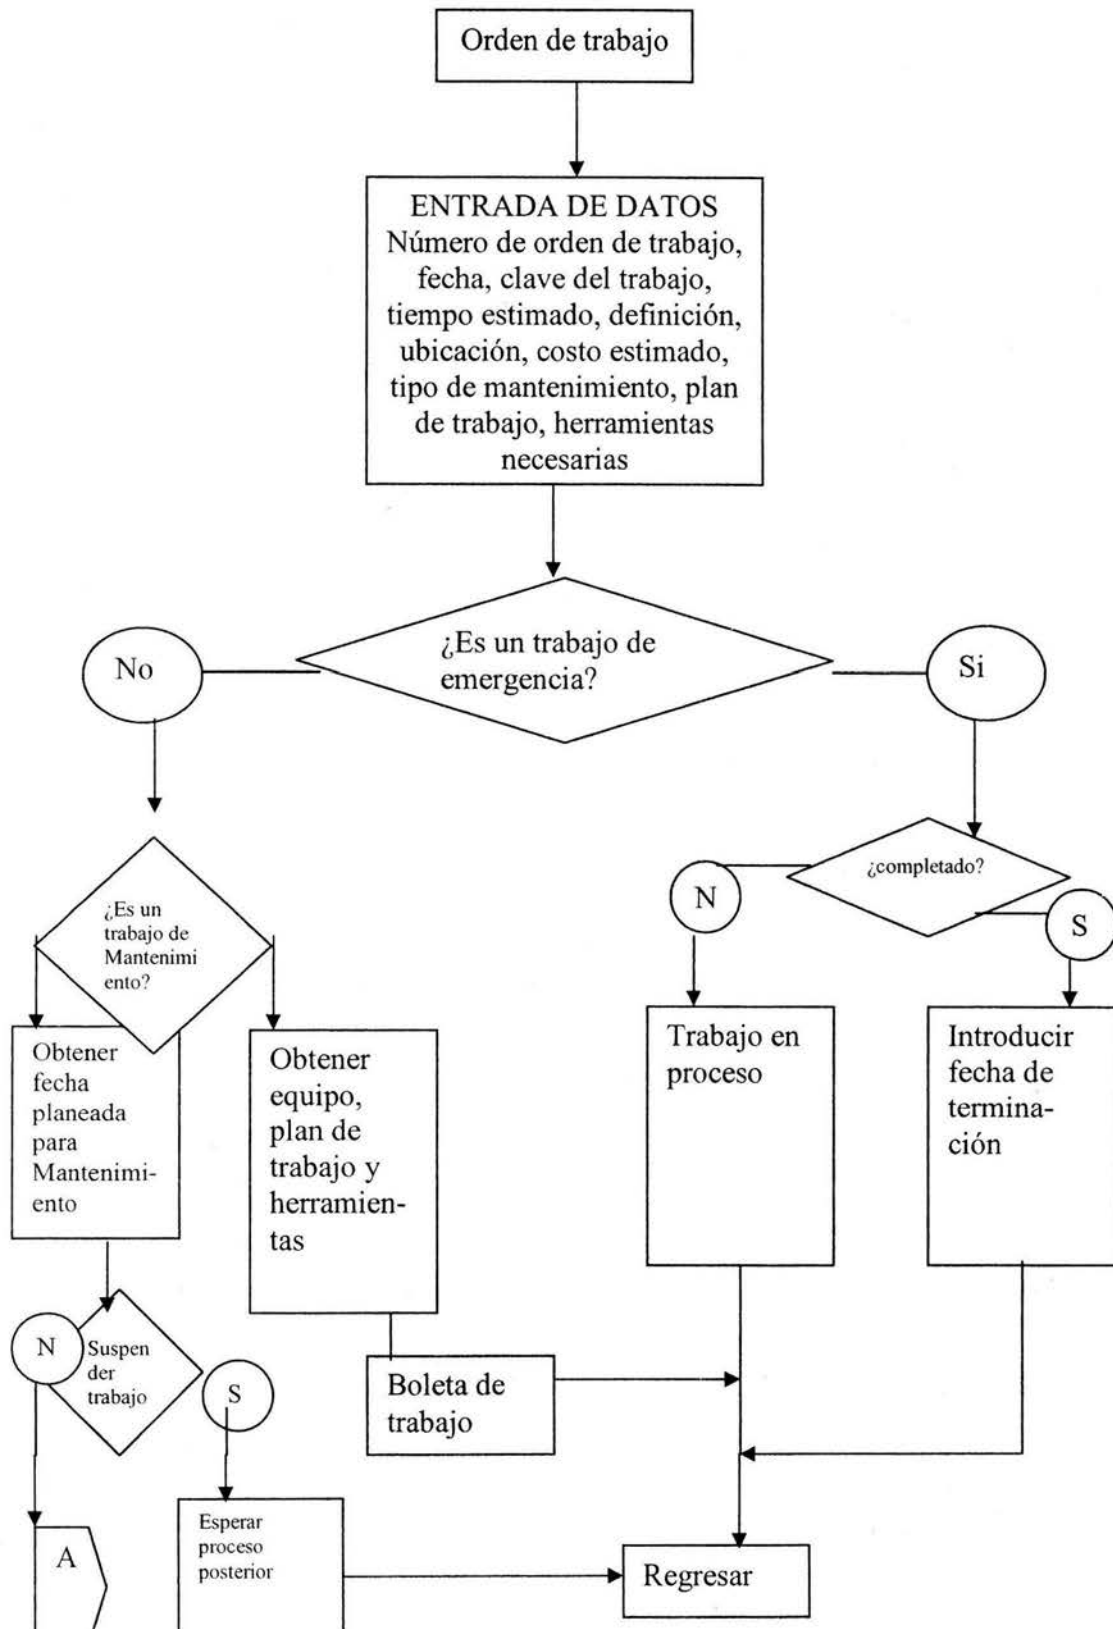 Orden de trabajo
ENTRADA DE DATOS
Número de orden de trabajo,
fecha, clave del trabajo,
tiempo estimado, definición,
ubicación, costo estimado,
tipo de mantenimiento, plan
de trabajo, herramientas
necesarias
¿Es un trabajo de
emergencia?
No
Si
¿completado?
N
S
¿Es un
trabajo de
Mantenimi
ento?
Obtener
fecha
planeada
para
Mantenimi-
ento
Obtener
equipo,
plan de
trabajo y
herramien-
tas
Trabajo en
proceso
Introducir
fecha de
termina-
ción
N
Suspen
der
trabajo
S
Boleta de
trabajo
A
Esperar
proceso
posterior
Regresar